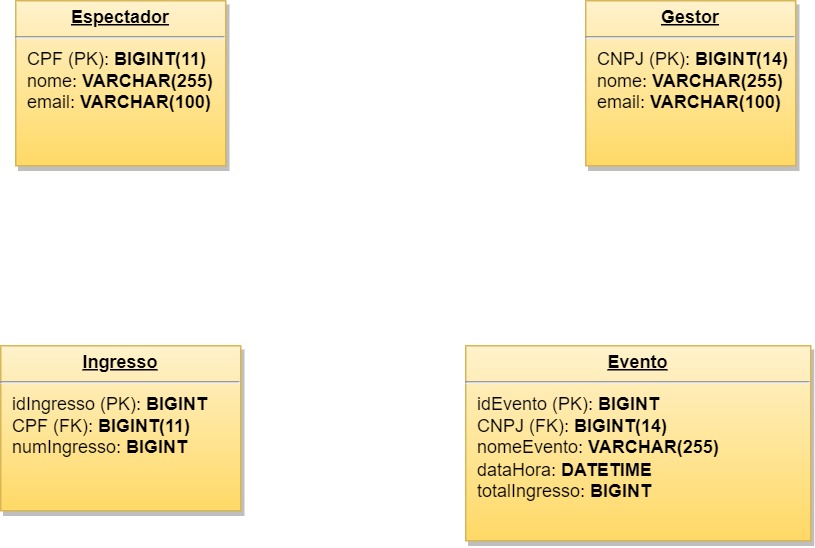 Espectador
CPF (PK): BIGINT(11)
nome: VARCHAR(255)
email: VARCHAR(100)
Gestor
CNPJ (PK): BIGINT(14)
nome: VARCHAR(255)
email: VARCHAR(100)
Ingresso
idIngresso (PK): BIGINT
CPF (FK): BIGINT(11)
numIngresso: BIGINT
Evento
idEvento (PK): BIGINT
CNPJ (FK): BIGINT(14)
nomeEvento: VARCHAR(255)
dataHora: DATETIME
totalIngresso: BIGINT